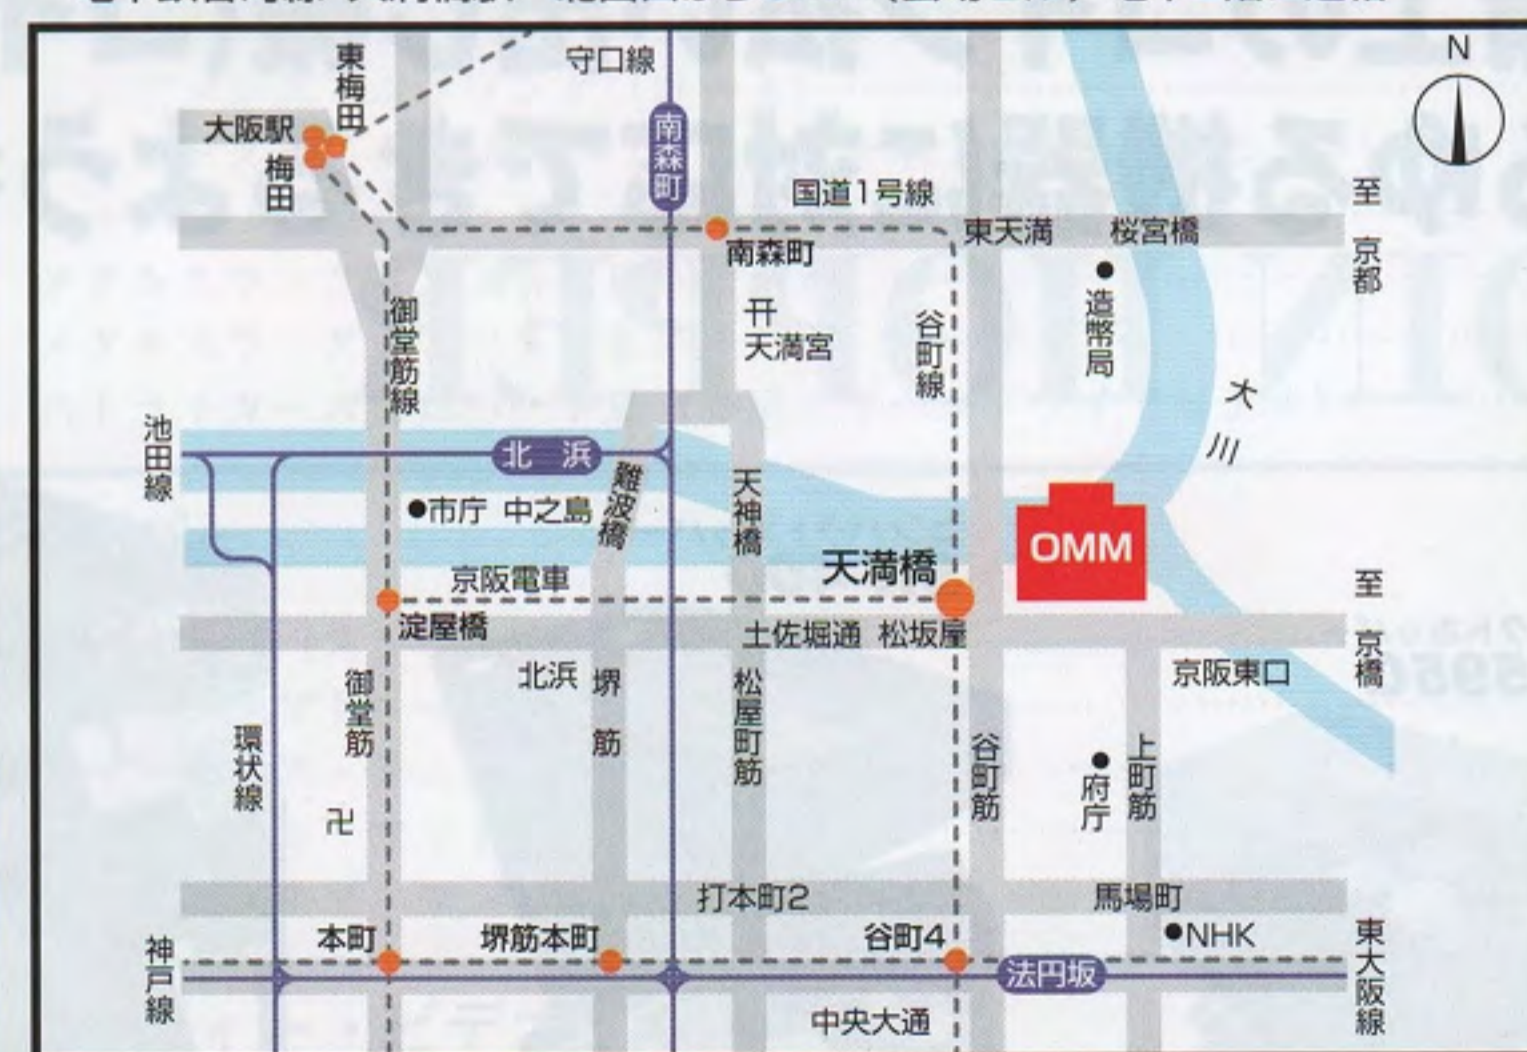 N
東梅田
守口線
大阪駅
梅田
南森町
国道1号線
至京都
東天満
桜宮橋
南森町
造幣局
天満宮
御堂筋線
谷町線
大川
池田線
北浜
難波橋
天神橋
市庁
中之島
OMM
天満橋
京阪電車
淀屋橋
土佐堀通
松坂屋
至京橋
京阪東口
北浜
御堂筋
堺筋
松屋町筋
環状線
谷町筋
上町筋
府庁
卍
打本町2
馬場町
本町
堺筋本町
谷町4
NHK
神戸線
法円坂
東大阪線
中央大通